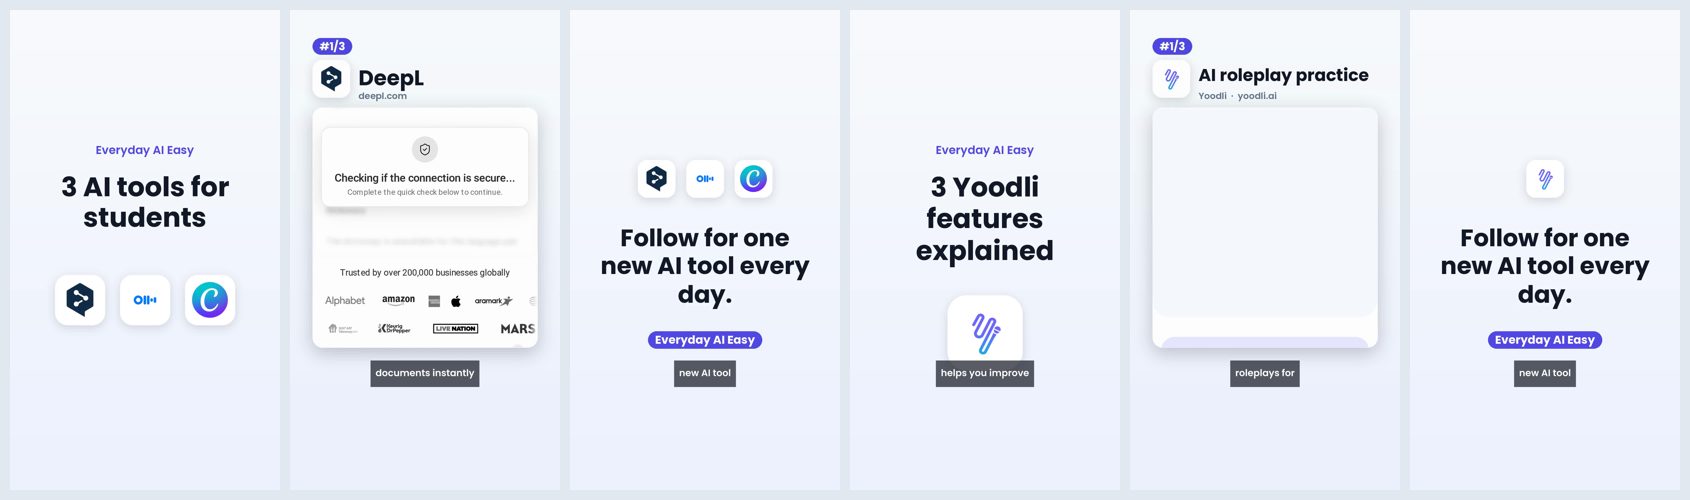 Everyday AI Easy
3 AI tools for
students
#1/3
DeepL
deepl.com
Checking if the connection is secure...
Complete the quick check below to continue.
Trusted by over 200,000 businesses globally
Alphabet
amazon
aramark
Keurig
DrPepper
LIVE NATION
MARS
documents instantly
Follow for one
new AI tool every
day.
Everyday AI Easy
new AI tool
Everyday AI Easy
3 Yoodli
features
explained
helps you improve
#1/3
AI roleplay practice
Yoodli · yoodli.ai
roleplays for
Follow for one
new AI tool every
day.
Everyday AI Easy
new AI tool